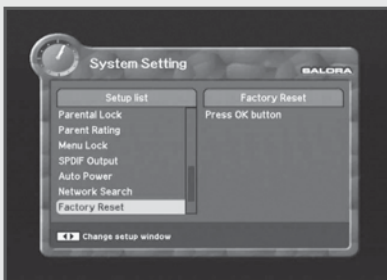 System Setting
SALORA
Setup list
Factory Reset
Parental Lock
Press OK button
Parent Rating
Menu Lock
SPDIF Output
Auto Power
Network Search
Factory Reset
Change setup window